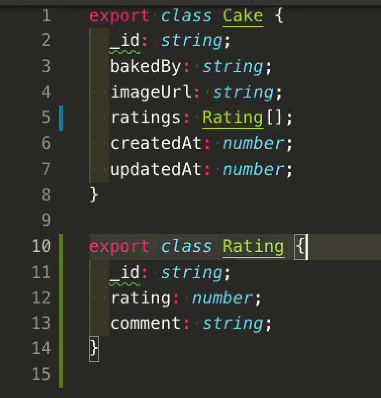 1 export class Cake {
2 _id: string;
3 bakedBy: string;
4 imageUrl: string;
5 ratings: Rating[];
6 createdAt: number;
7 updatedAt: number;
8 }
9
10 export class Rating {
11 _id: string;
12 rating: number;
13 comment: string;
14 }
15